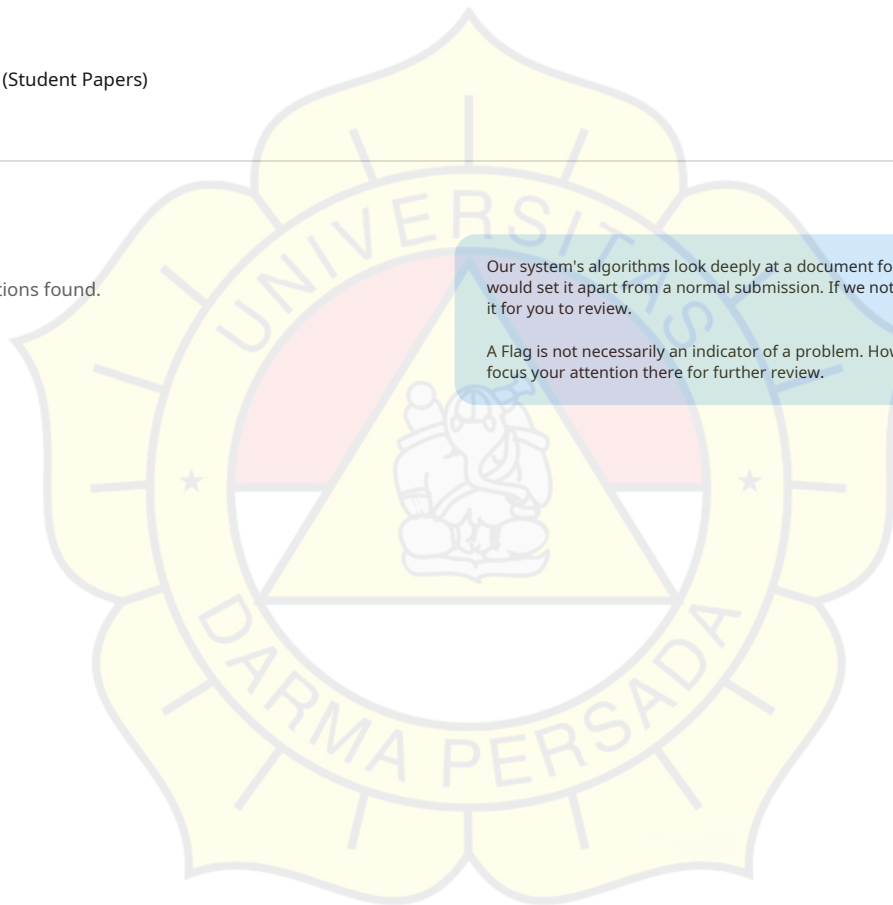 (Student Papers)
tions found.
Our system's algorithms look deeply at a document fo
would set it apart from a normal submission. If we not
it for you to review.
A Flag is not necessarily an indicator of a problem. How
focus your attention there for further review.
UNIVERSITAS
DARMA PERSADA